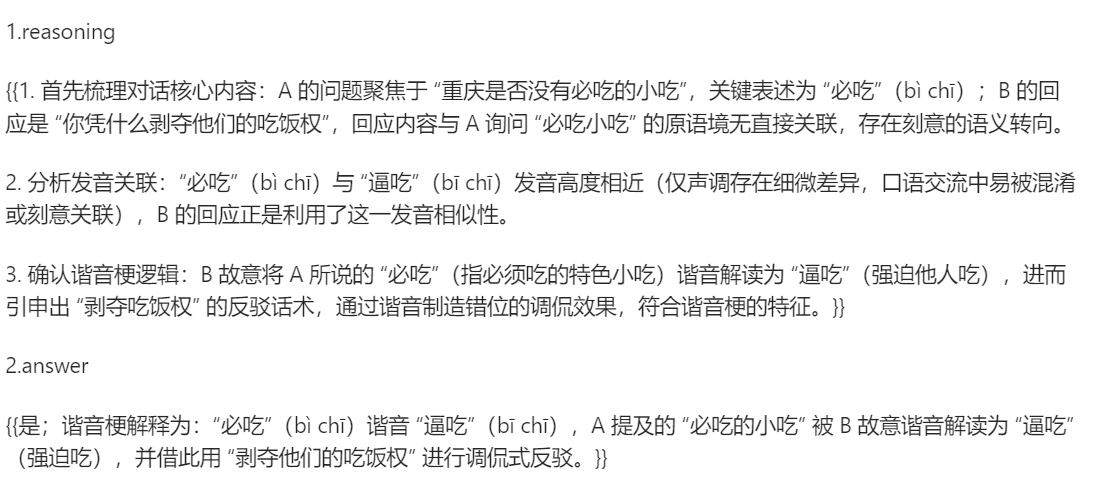 1.reasoning
{{1. 首先梳理对话核心内容：A 的问题聚焦于 “重庆是否没有必吃的小吃”，关键表述为 “必吃”（bì chī）；B 的回
应是 “你凭什么剥夺他们的吃饭权”，回应内容与 A 询问 “必吃小吃” 的原语境无直接关联，存在刻意的语义转向。
2. 分析发音关联：“必吃”（bì chī）与 “逼吃”（bī chī）发音高度相近（仅声调存在细微差异，口语交流中易被混淆
或刻意关联），B 的回应正是利用了这一发音相似性。
3. 确认谐音梗逻辑：B 故意将 A 所说的 “必吃”（指必须吃的特色小吃）谐音解读为 “逼吃”（强迫他人吃），进而
引申出 “剥夺吃饭权” 的反驳话术，通过谐音制造错位的调侃效果，符合谐音梗的特征。}}
2.answer
{{是；谐音梗解释为：“必吃”（bì chī）谐音 “逼吃”（bī chī），A 提及的 “必吃的小吃” 被 B 故意谐音解读为 “逼吃”
（强迫吃），并借此用 “剥夺他们的吃饭权” 进行调侃式反驳。}}